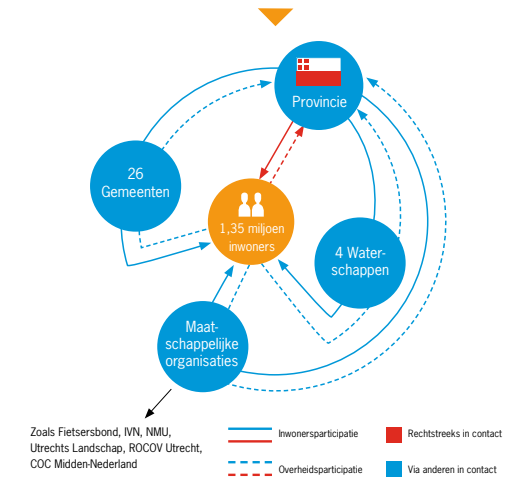 Provincie
26
Gemeenten
1,35 miljoen
inwoners
4 Water-
schappen
Maat-
schappelijke
organisaties
Zoals Fietsersbond, IVN, NMU,
Utrechts Landschap, ROCOV Utrecht,
COC Midden-Nederland
Inwonersparticipatie
Overheidsparticipatie
Rechtstreeks in contact
Via anderen in contact